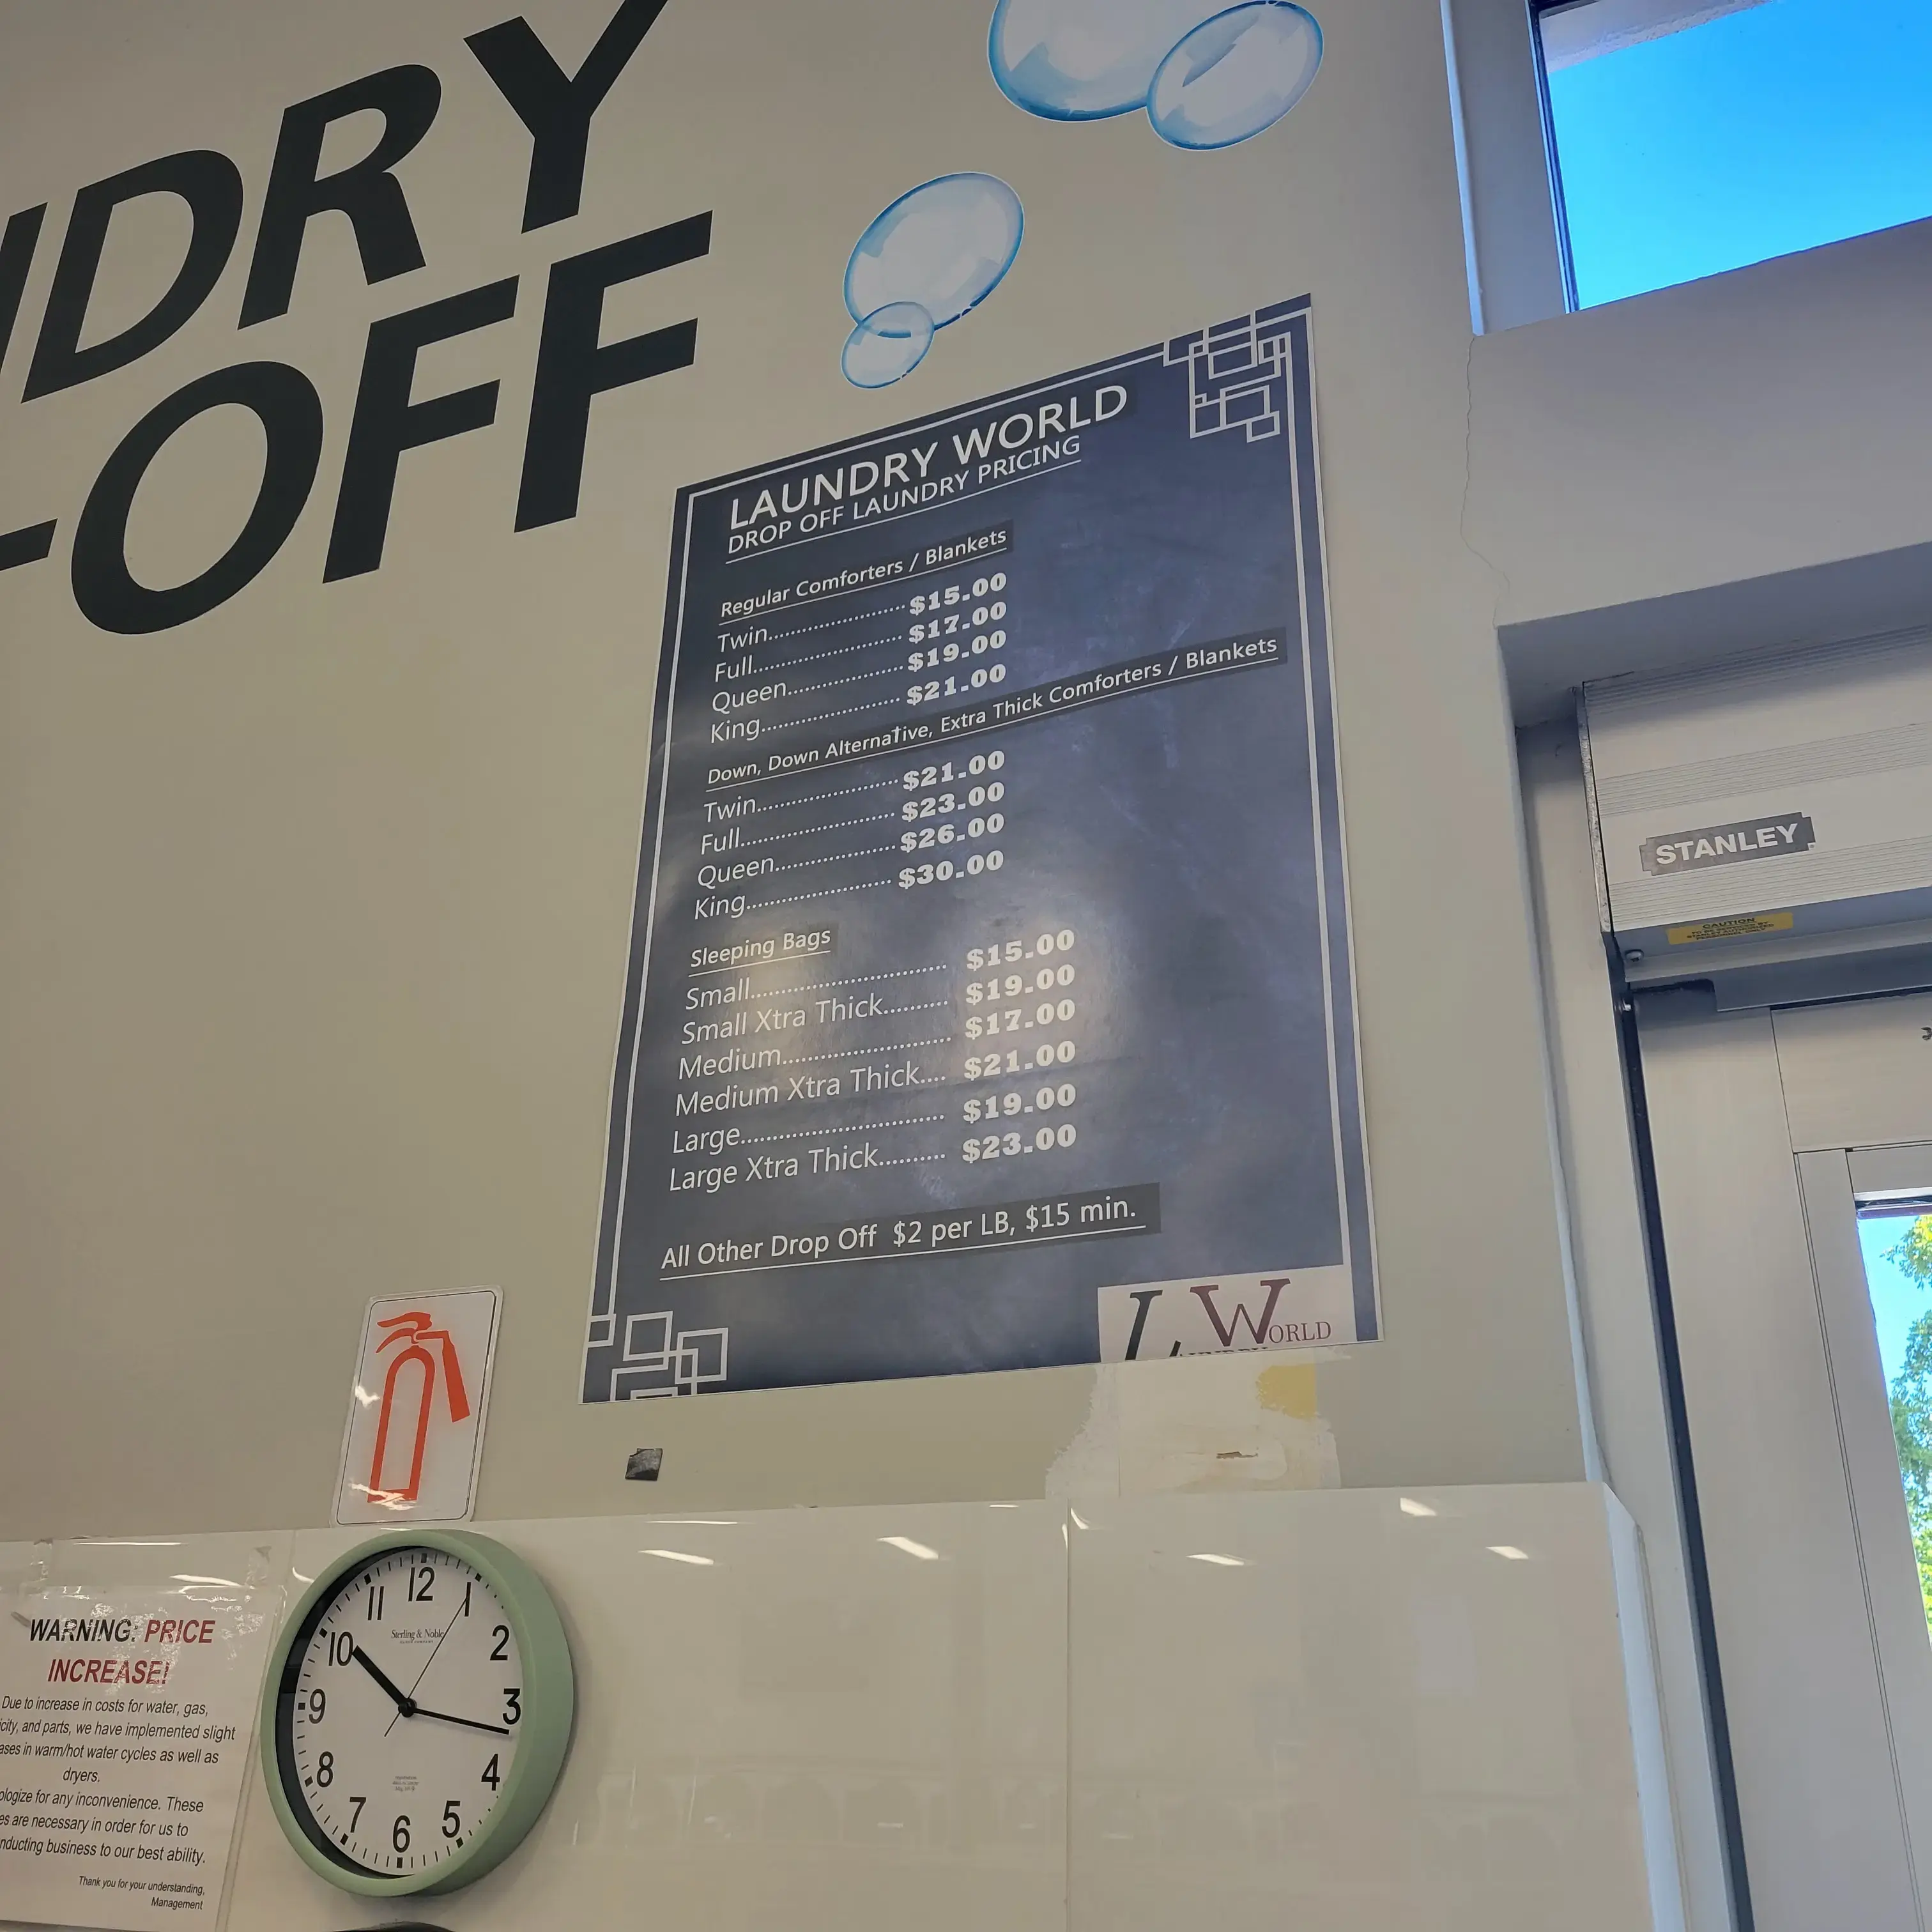 NDRY
-OFF
LAUNDRY WORLD
DROP OFF LAUNDRY PRICING
Regular Comforters / Blankets
Twin.......................$15.00
Full.........................$17.00
Queen...................$19.00
King.......................$21.00
Down, Down Alternative, Extra Thick Comforters / Blankets
Twin.......................$21.00
Full.........................$23.00
Queen...................$26.00
King.......................$30.00
Sleeping Bags
Small.............................. $15.00
Small Xtra Thick.......... $19.00
Medium.......................... $17.00
Medium Xtra Thick.... $21.00
Large............................... $19.00
Large Xtra Thick.......... $23.00
All Other Drop Off $2 per LB, $15 min.
L WORLD
STANLEY
CAUTION
WARNING: PRICE
INCREASE!
Due to increase in costs for water, gas,
icity, and parts, we have implemented slight
ases in warm/hot water cycles as well as
dryers.
ologize for any inconvenience. These
es are necessary in order for us to
nducting business to our best ability.
Thank you for your understanding,
Management
12
1
2
3
4
5
6
7
8
9
10
11
Sterling & Noble